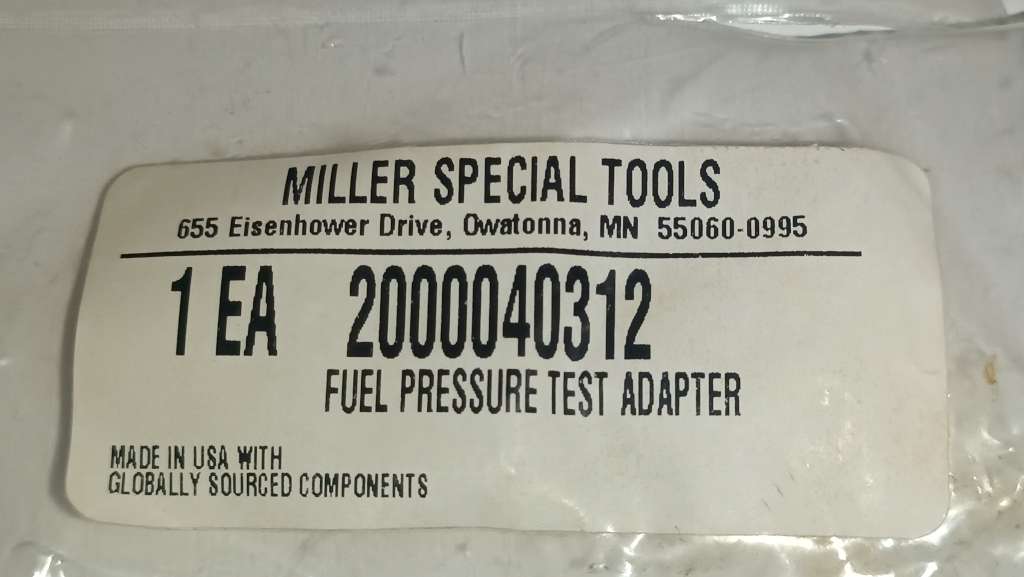 MILLER SPECIAL TOOLS
655 Eisenhower Drive, Owatonna, MN 55060-0995
1 EA 2000040312
FUEL PRESSURE TEST ADAPTER
MADE IN USA WITH
GLOBALLY SOURCED COMPONENTS